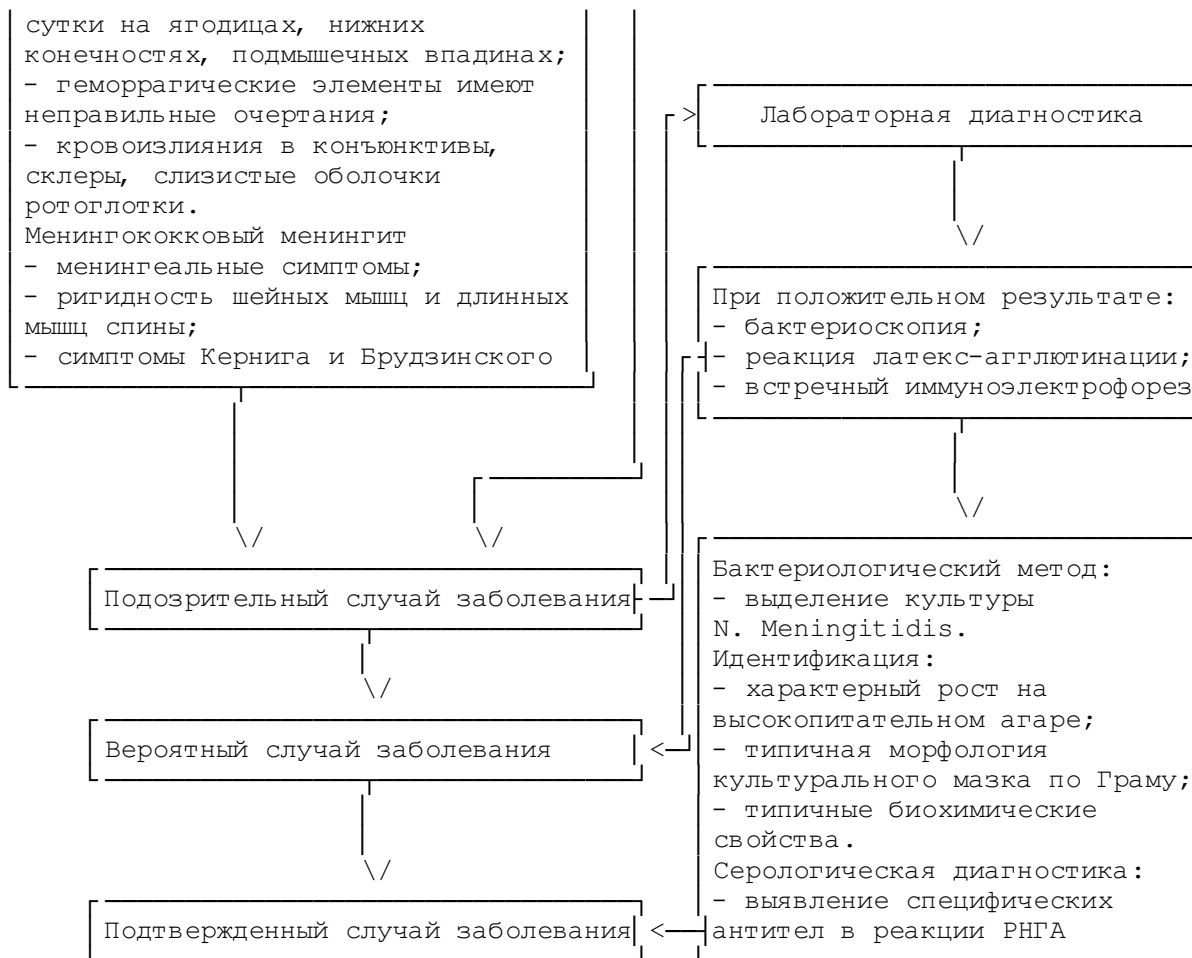 сутки на ягодицах, нижних
конечностях, подмышечных впадинах;
- геморрагические элементы имеют
неправильные очертания;
- кровоизлияния в конъюнктивы,
склеры, слизистые оболочки
ротоглотки.
Менингококковый менингит
- менингеальные симптомы;
- ригидность шейных мышц и длинных
мышц спины;
- симптомы Кернига и Брудзинского
Лабораторная диагностика
При положительном результате:
- бактериоскопия;
- реакция латекс-агглютинации;
- встречный иммуноэлектрофорез
Подозрительный случай заболевания
Вероятный случай заболевания
Подтвержденный случай заболевания
Бактериологический метод:
- выделение культуры
N. Meningitidis.
Идентификация:
- характерный рост на
высокопитательном агаре;
- типичная морфология
культурального мазка по Граму;
- типичные биохимические
свойства.
Серологическая диагностика:
- выявление специфических
антител в реакции РНГА